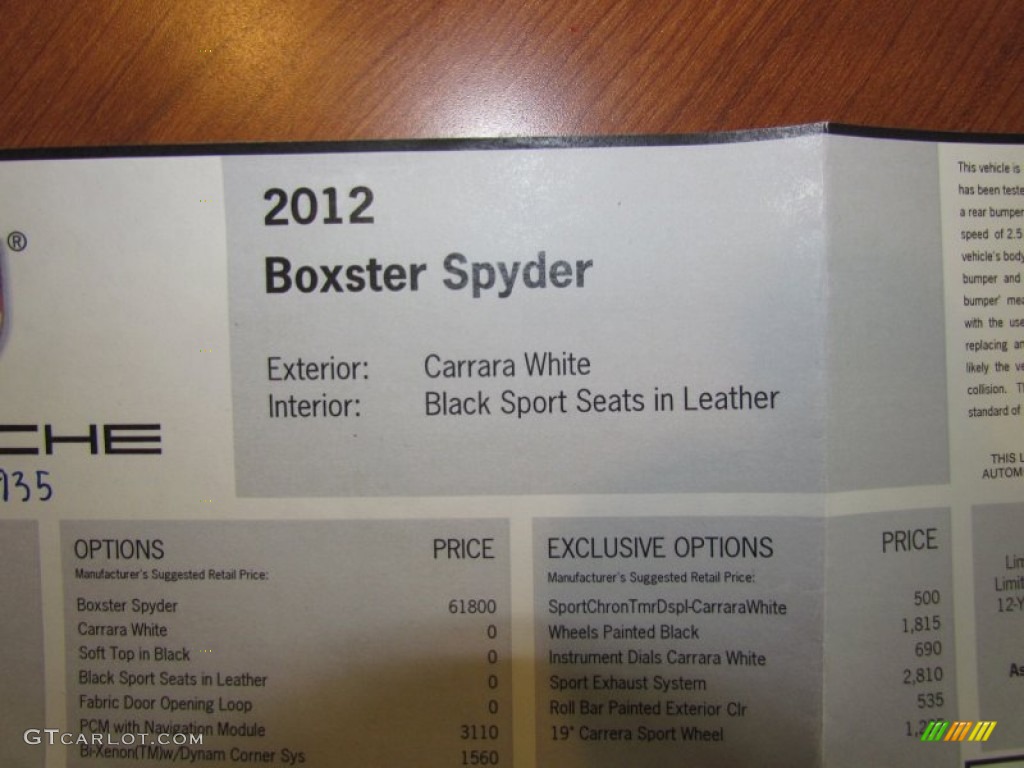 ®
CHE
935
2012
Boxster Spyder
Exterior: Carrara White
Interior: Black Sport Seats in Leather
This vehicle is
has been teste
a rear bumper
speed of 2.5
vehicle's body
bumper and
bumper' mea
with the use
replacing an
likely the ve
collision. T
standard of
THIS L
AUTOM
OPTIONS PRICE
Manufacturer's Suggested Retail Price:
Boxster Spyder 61800
Carrara White 0
Soft Top in Black 0
Black Sport Seats in Leather 0
Fabric Door Opening Loop 0
PCM with Navigation Module 3110
Bi-Xenon(TM)w/Dynam Corner Sys 1560
EXCLUSIVE OPTIONS PRICE
Manufacturer's Suggested Retail Price:
SportChronTmrDspl-CarraraWhite 500
Wheels Painted Black 1,815
Instrument Dials Carrara White 690
Sport Exhaust System 2,810
Roll Bar Painted Exterior Clr 535
19" Carrera Sport Wheel
Lim
Limit
12-Y
As
GTCARLOT.COM